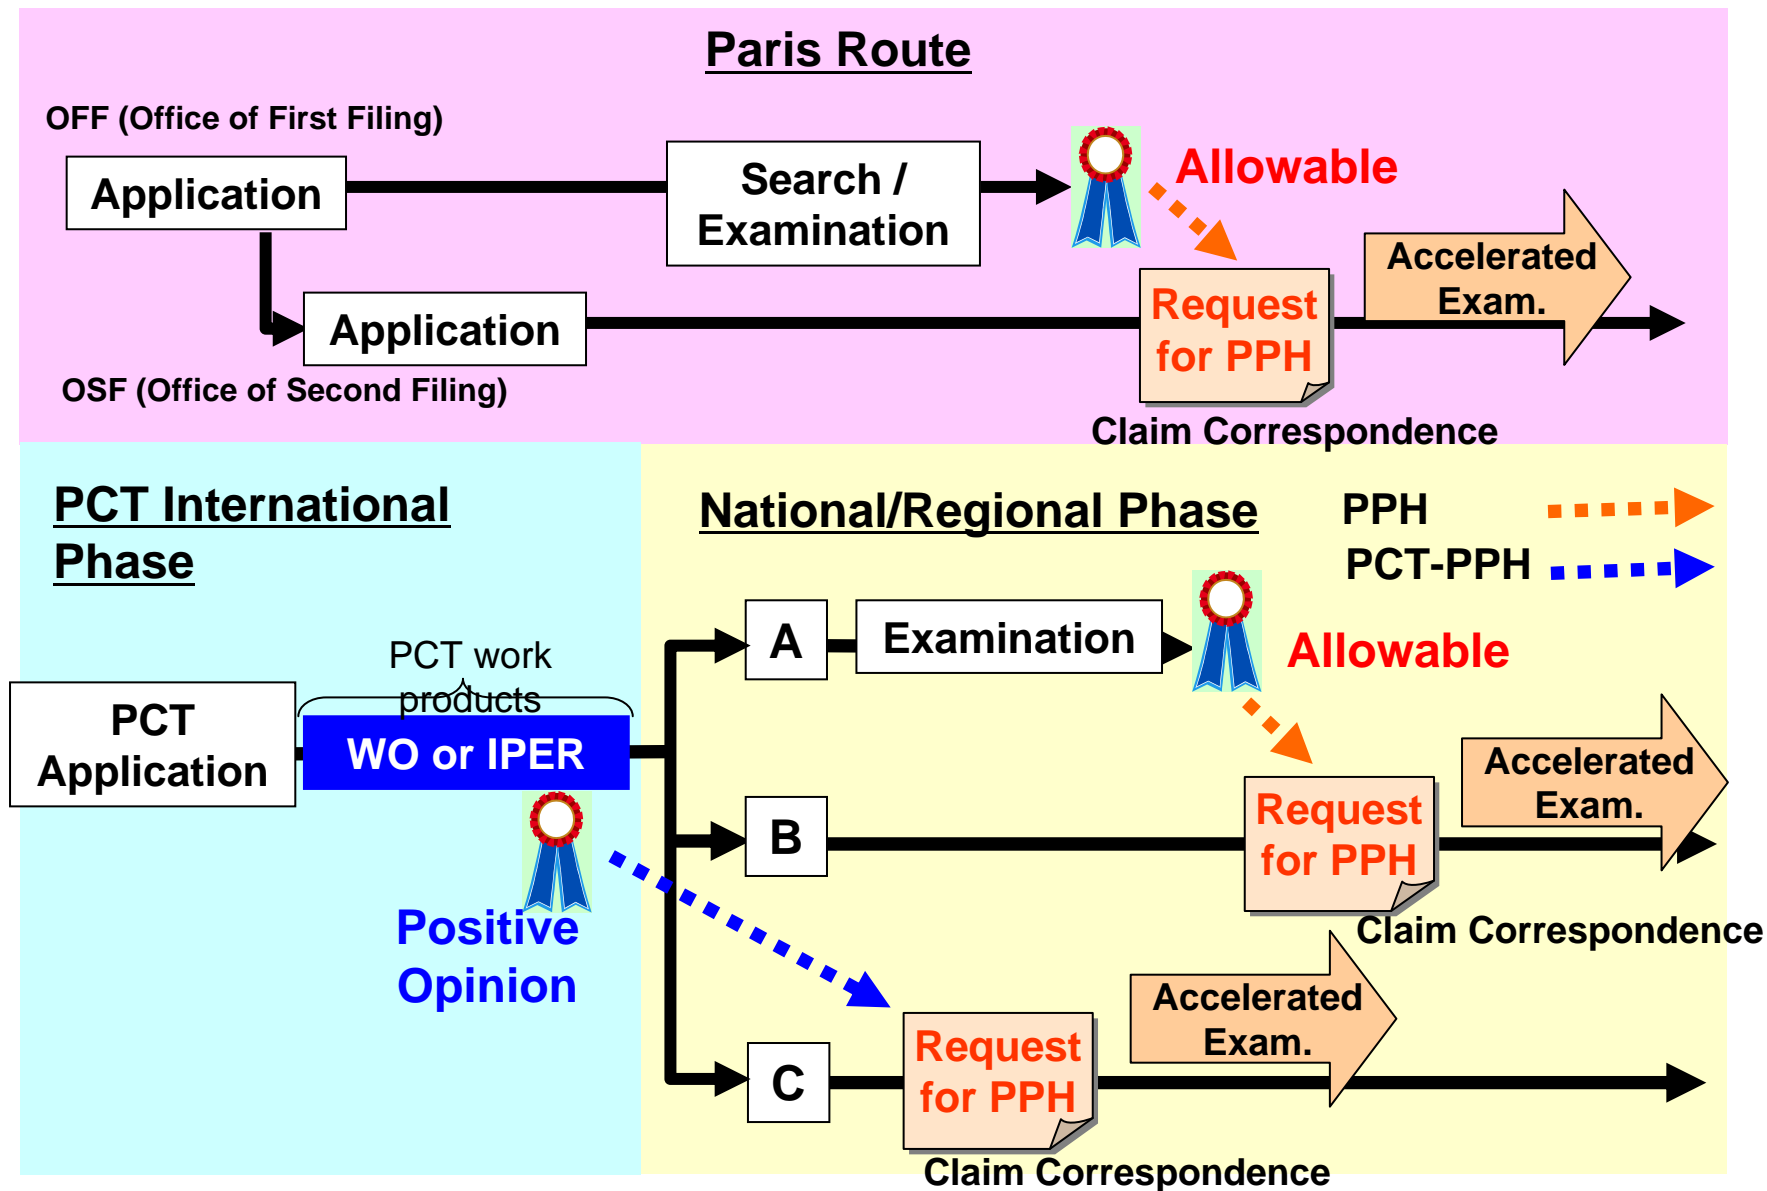 Paris Route
OFF (Office of First Filing)
Application
Search /
Examination
Allowable
Application
OSF (Office of Second Filing)
Request
for PPH
Accelerated
Exam.
Claim Correspondence
PCT International
Phase
National/Regional Phase
PPH
PCT-PPH
PCT
Application
PCT work
products
WO or IPER
Positive
Opinion
A
Examination
Allowable
B
Request
for PPH
Accelerated
Exam.
Claim Correspondence
C
Request
for PPH
Accelerated
Exam.
Claim Correspondence